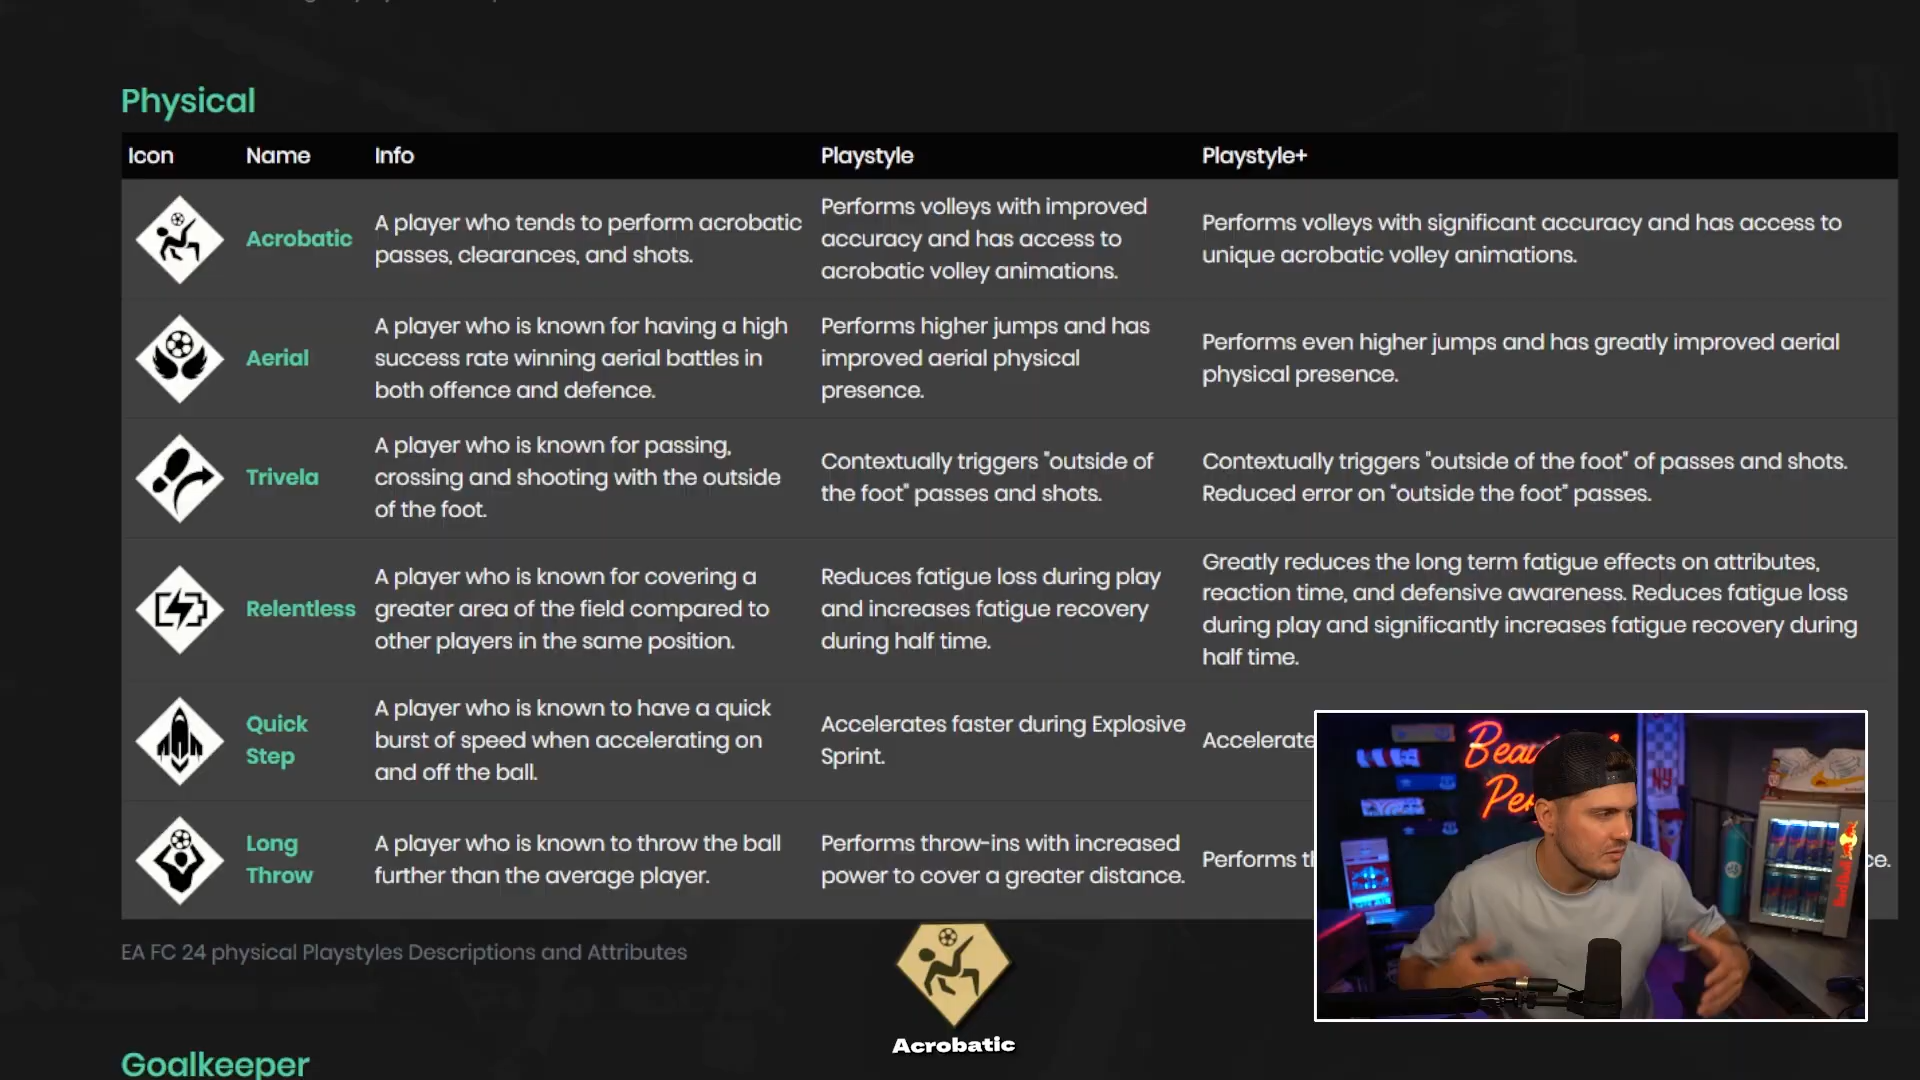 Physical
Icon Name Info Playstyle Playstyle+
Acrobatic
A player who tends to perform acrobatic
passes, clearances, and shots.
Performs volleys with improved
accuracy and has access to
acrobatic volley animations.
Performs volleys with significant accuracy and has access to
unique acrobatic volley animations.
Aerial
A player who is known for having a high
success rate winning aerial battles in
both offence and defence.
Performs higher jumps and has
improved aerial physical
presence.
Performs even higher jumps and has greatly improved aerial
physical presence.
Trivela
A player who is known for passing,
crossing and shooting with the outside
of the foot.
Contextually triggers "outside of
the foot" passes and shots.
Contextually triggers "outside of the foot" of passes and shots.
Reduced error on “outside the foot” passes.
Relentless
A player who is known for covering a
greater area of the field compared to
other players in the same position.
Reduces fatigue loss during play
and increases fatigue recovery
during half time.
Greatly reduces the long term fatigue effects on attributes,
reaction time, and defensive awareness. Reduces fatigue loss
during play and significantly increases fatigue recovery during
half time.
Quick
Step
A player who is known to have a quick
burst of speed when accelerating on
and off the ball.
Accelerates faster during Explosive
Sprint.
Accelerate
Long
Throw
A player who is known to throw the ball
further than the average player.
Performs throw-ins with increased
power to cover a greater distance.
Performs
EA FC 24 physical Playstyles Descriptions and Attributes
Acrobatic
Goalkeeper
Red Bull